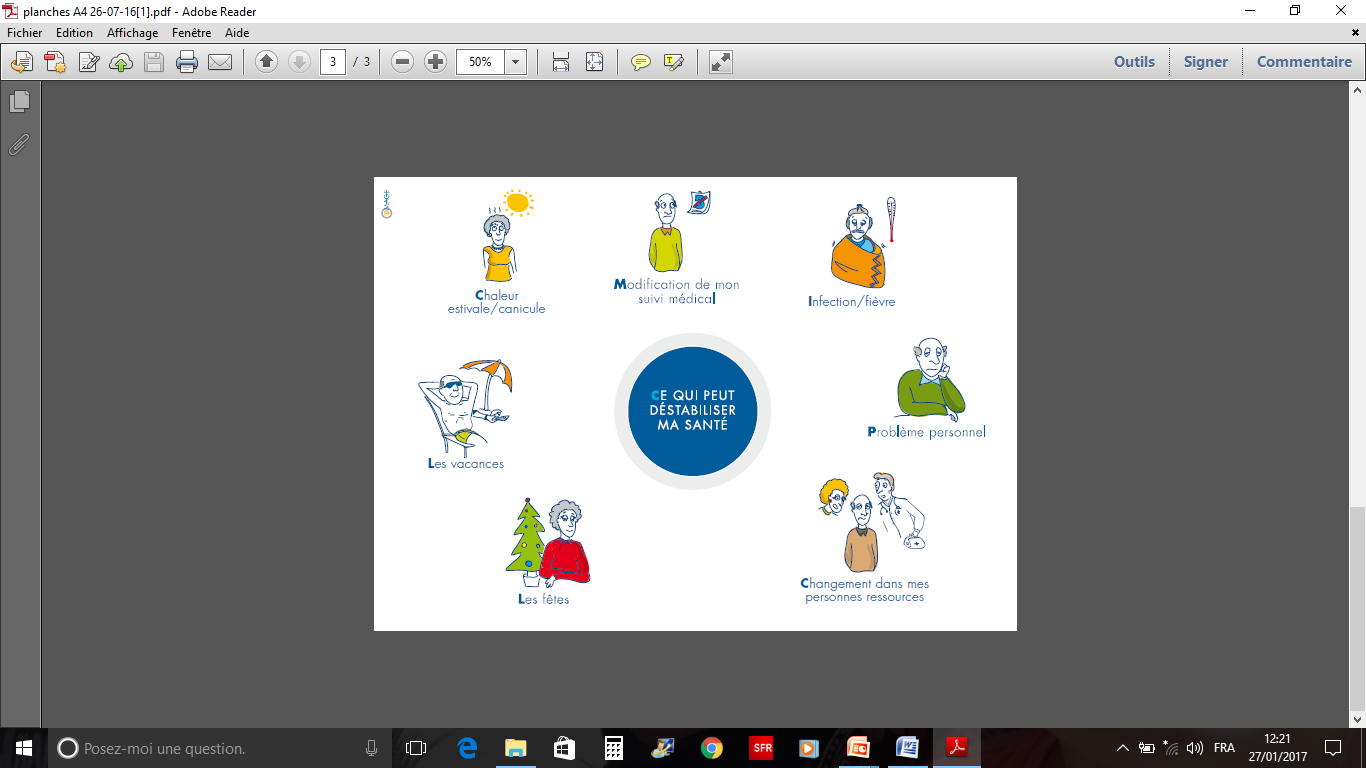 planches A4 26-07-16[1].pdf - Adobe Reader
Fichier Edition Affichage Fenêtre Aide
3 / 3 50% Outils Signer Commentaire
Chaleur
estivale/canicule
Modification de mon
suivi médical
Infection/fièvre
CE QUI PEUT
DÉSTABILISER
MA SANTÉ
Problème personnel
Les vacances
Changement dans mes
personnes ressources
Les fêtes
Posez-moi une question.
SFR
FRA
12:21
27/01/2017